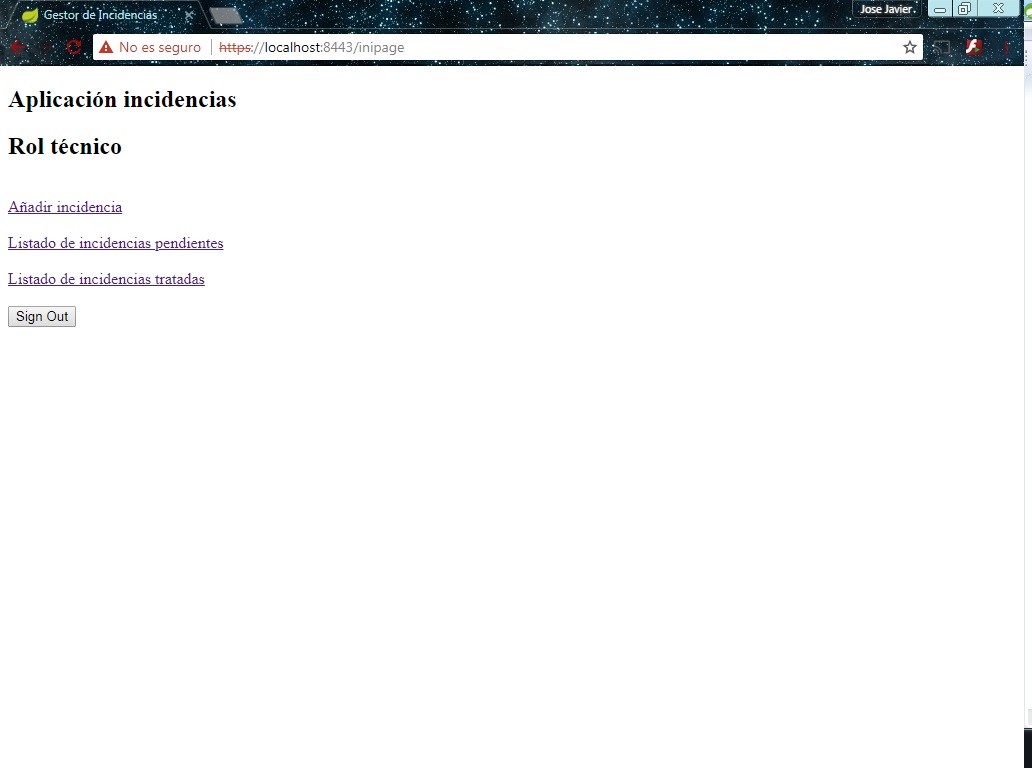 Gestor de Incidencias
Jose Javier.
No es seguro
https://localhost:8443/inipage
Aplicación incidencias
Rol técnico
Añadir incidencia
Listado de incidencias pendientes
Listado de incidencias tratadas
Sign Out